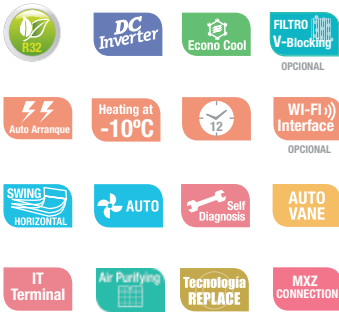 R32
DC
Inverter
Econo Cool
FILTRO
V-Blocking
OPCIONAL
Auto Arranque
Heating at
-10ºC
12
WI-FI
Interface
OPCIONAL
SWING
HORIZONTAL
AUTO
Self
Diagnosis
AUTO
VANE
IT
Terminal
Air Purifying
Tecnología
REPLACE
MXZ
CONNECTION